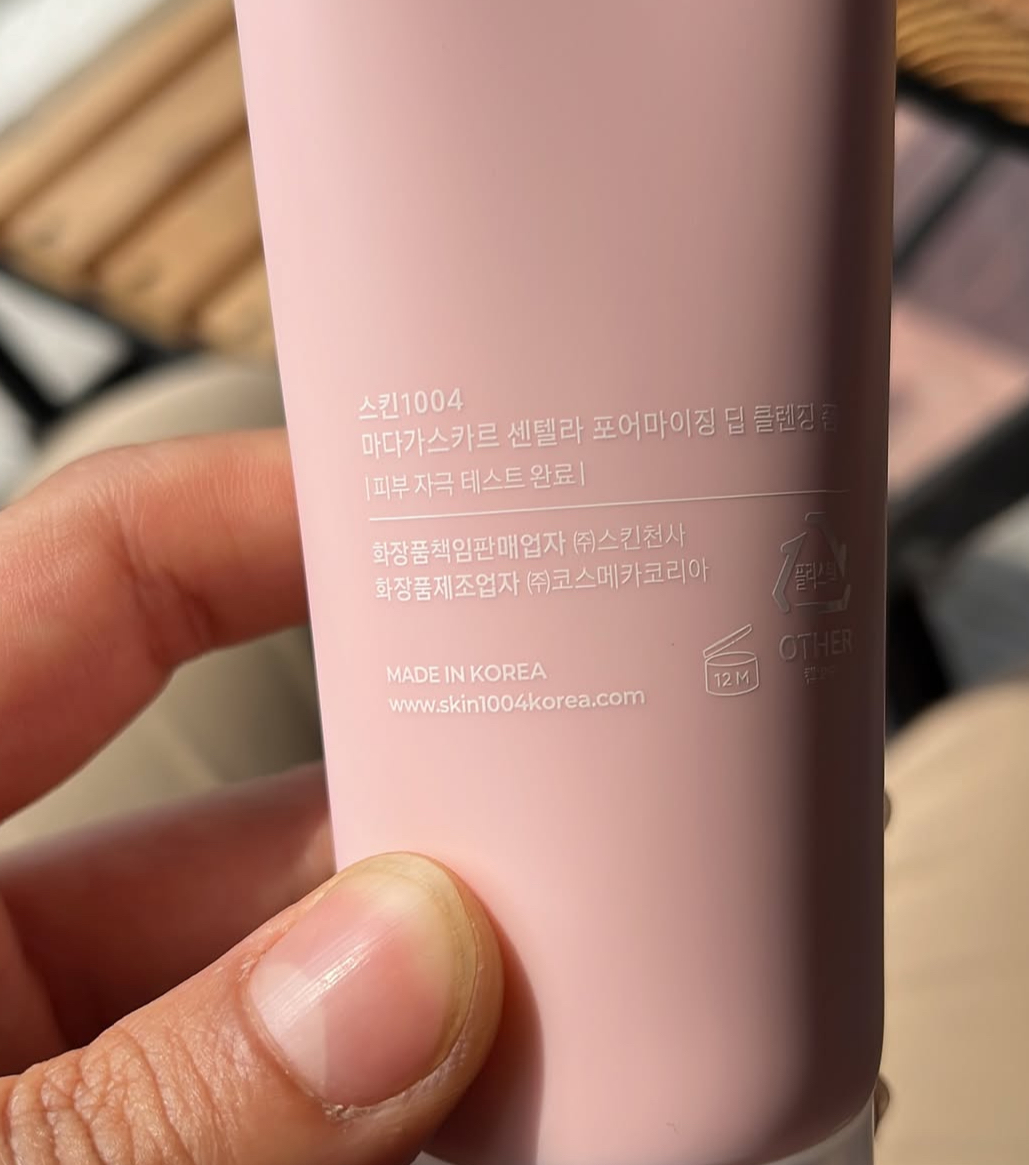 스킨1004
마다가스카르 센텔라 포어마이징 딥 클렌징 폼
|피부 자극 테스트 완료|
화장품책임판매업자 ㈜스킨천사
화장품제조업자 ㈜코스메카코리아
플라스틱
OTHER
12M
MADE IN KOREA
www.skin1004korea.com